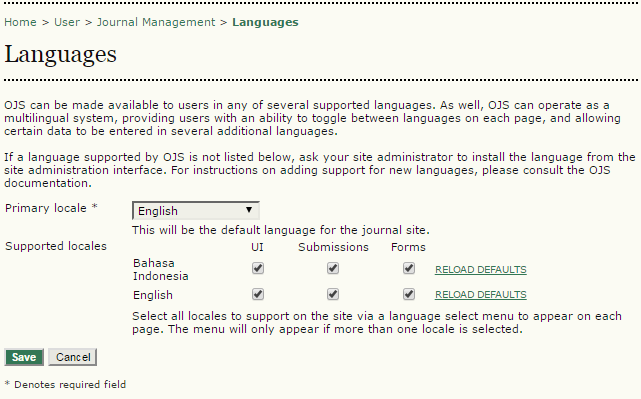 Home > User > Journal Management > Languages
Languages
OJS can be made available to users in any of several supported languages. As well, OJS can operate as a
multilingual system, providing users with an ability to toggle between languages on each page, and allowing
certain data to be entered in several additional languages.
If a language supported by OJS is not listed below, ask your site administrator to install the language from the
site administration interface. For instructions on adding support for new languages, please consult the OJS
documentation.
Primary locale * English
This will be the default language for the journal site.
Supported locales UI Submissions Forms
Bahasa
Indonesia RELOAD DEFAULTS
English RELOAD DEFAULTS
Select all locales to support on the site via a language select menu to appear on each
page. The menu will only appear if more than one locale is selected.
Save Cancel
* Denotes required field